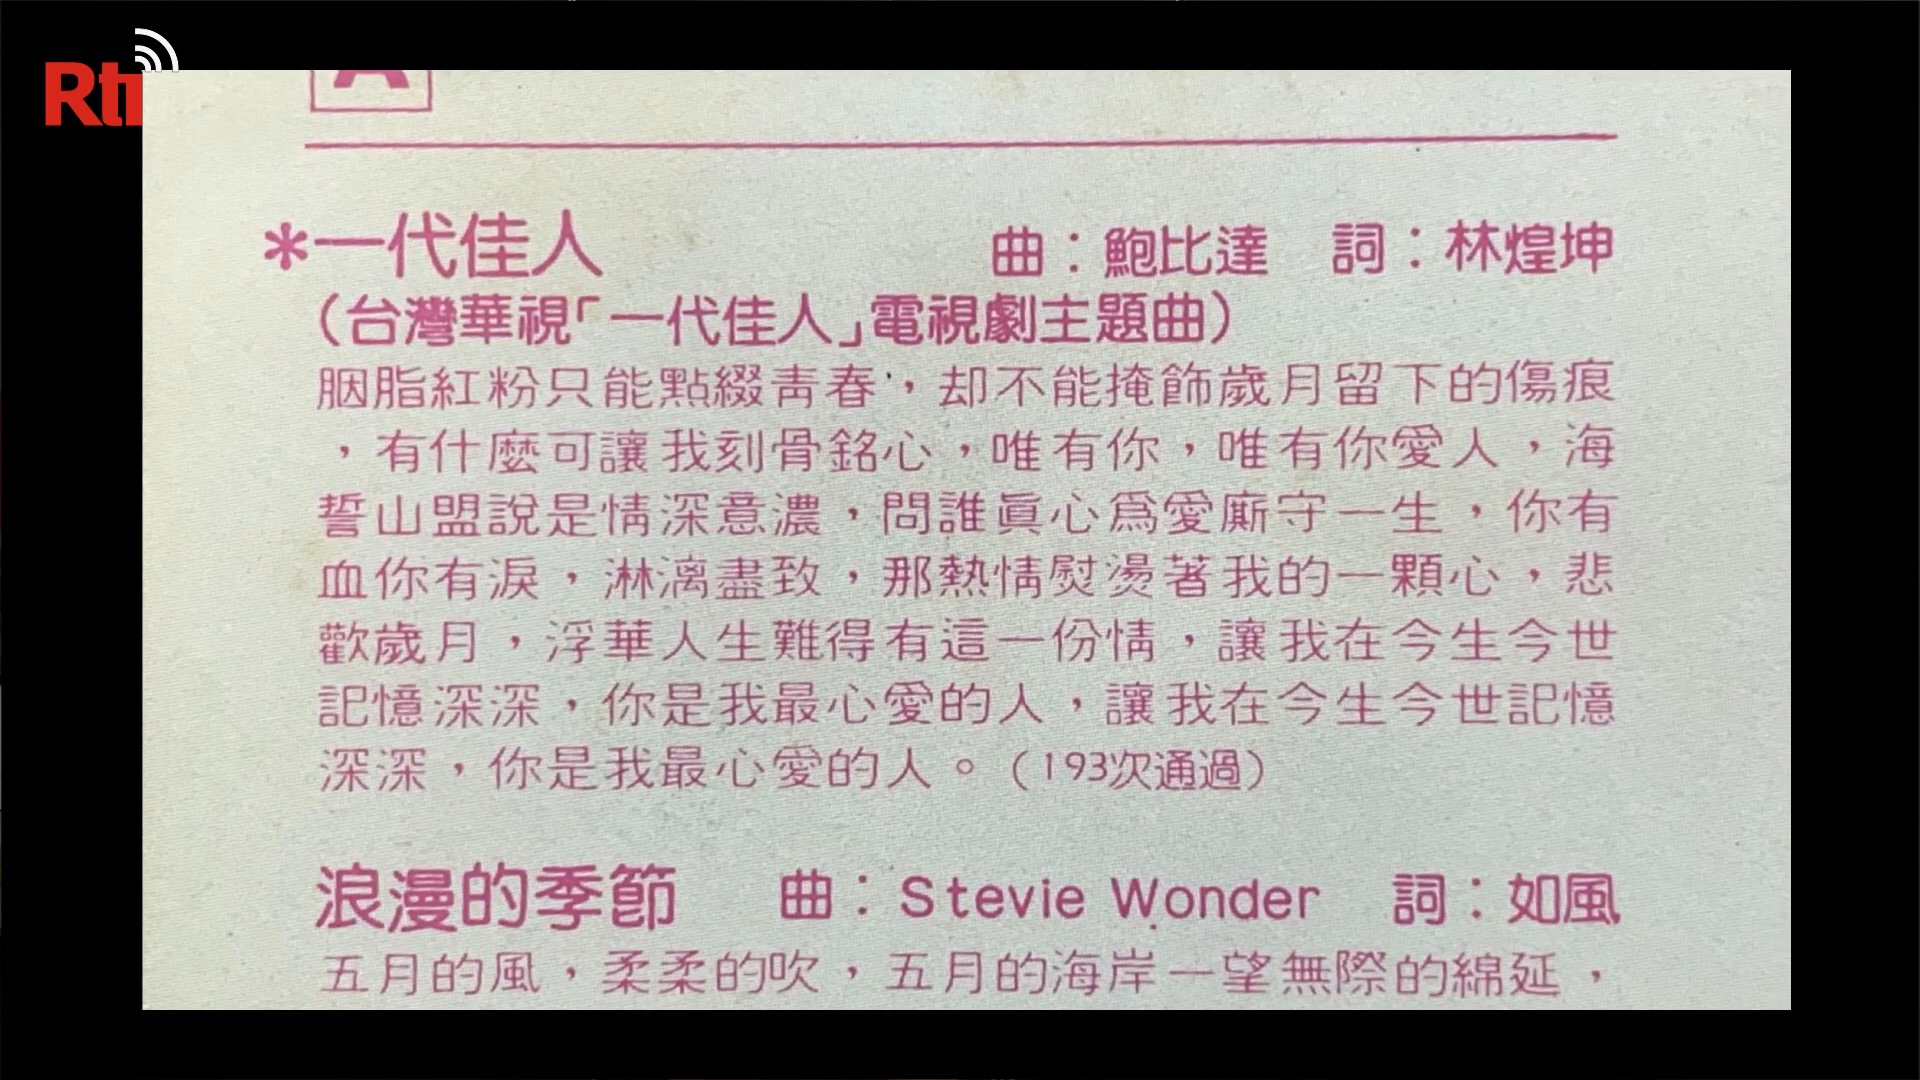 Rti
A
*一代佳人 曲：鮑比達 詞：林煌坤
（台灣華視「一代佳人」電視劇主題曲）
胭脂紅粉只能點綴青春，却不能掩飾歲月留下的傷痕
，有什麼可讓我刻骨銘心，唯有你，唯有你愛人，海
誓山盟說是情深意濃，問誰眞心爲愛廝守一生，你有
血你有淚，淋漓盡致，那熱情熨燙著我的一顆心，悲
歡歲月，浮華人生難得有這一份情，讓我在今生今世
記憶深深，你是我最心愛的人，讓我在今生今世記憶
深深，你是我最心愛的人。（193次通過）
浪漫的季節 曲：Stevie Wonder 詞：如風
五月的風，柔柔的吹，五月的海岸一望無際的綿延，